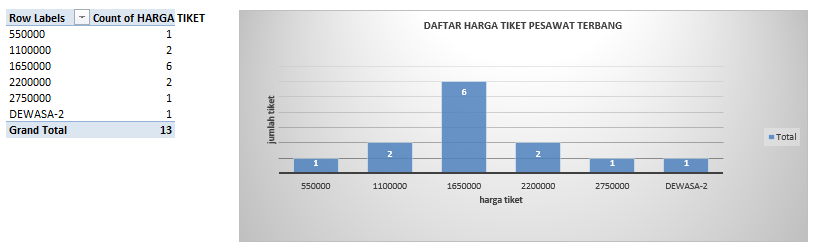 Row Labels Count of HARGA TIKET
550000 1
1100000 2
1650000 6
2200000 2
2750000 1
DEWASA-2 1
Grand Total 13
DAFTAR HARGA TIKET PESAWAT TERBANG
jumlah tiket
1 2 6 2 1 1
550000 1100000 1650000 2200000 2750000 DEWASA-2
harga tiket
Total